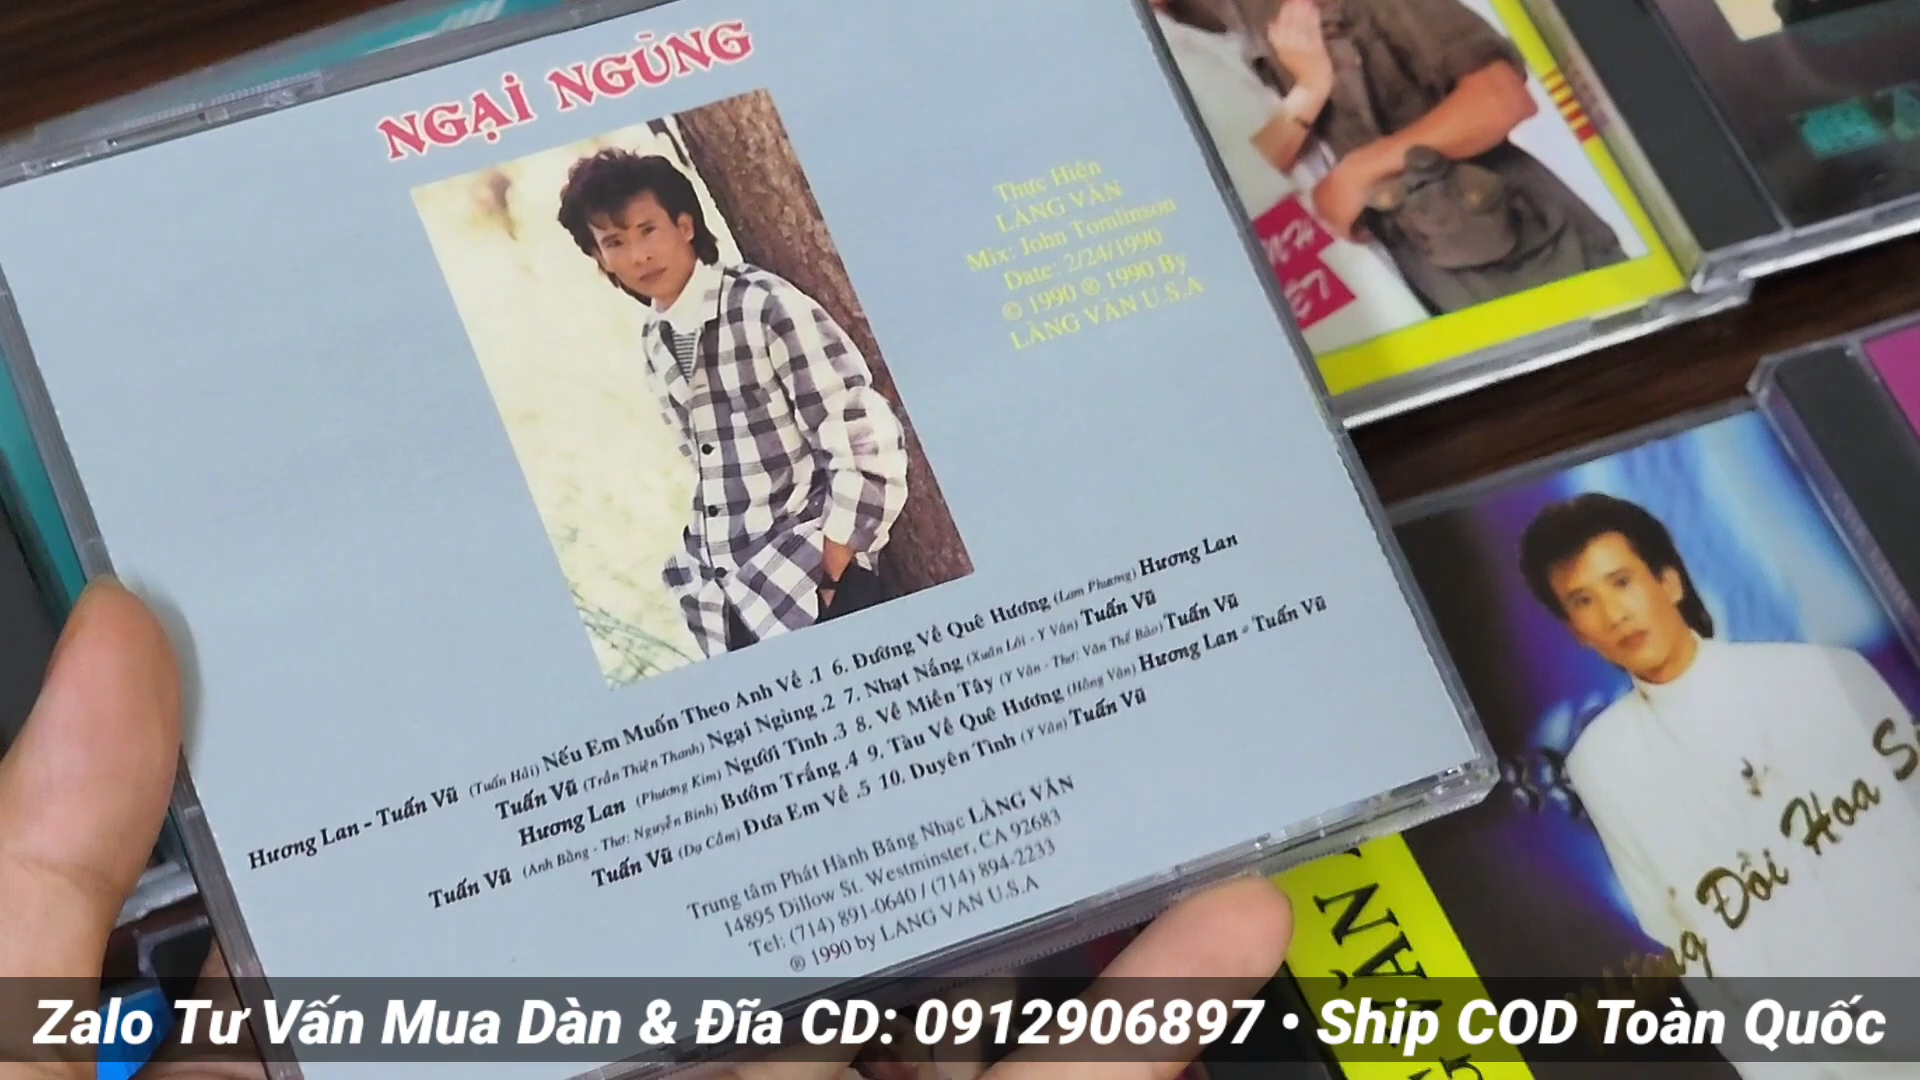 NGẠI NGÙNG
Thực Hiện
LÀNG VĂN
Mix: John Tomlinson
Date: 2/24/1990
© 1990 ® 1990 By
LÀNG VĂN U.S.A
Hương Lan - Tuấn Vũ (Tuấn Hải) Nếu Em Muốn Theo Anh Về .1 6. Đường Về Quê Hương (Lam Phương) Hương Lan
Tuấn Vũ (Trần Thiện Thanh) Ngại Ngùng .2 7. Nhạt Nắng (Xuân Lôi - Y Vân) Tuấn Vũ
Hương Lan (Phương Kim) Người Tình .3 8. Về Miền Tây (Y Vân - Thơ: Văn Thế Bảo) Tuấn Vũ
Tuấn Vũ (Anh Bằng - Thơ: Nguyễn Bính) Bướm Trắng .4 9. Tàu Về Quê Hương (Hồng Vân) Hương Lan - Tuấn Vũ
Tuấn Vũ (Dạ Cầm) Đưa Em Về .5 10. Duyên Tình (Y Vân) Tuấn Vũ
Trung tâm Phát Hành Băng Nhạc LÀNG VĂN
14895 Dillow St. Westminster, CA 92683
Tel: (714) 891-0640 / (714) 894-2233
® 1990 by LÀNG VĂN U.S.A
Đồi Hoa
Zalo Tư Vấn Mua Dàn & Đĩa CD: 0912906897 • Ship COD Toàn Quốc